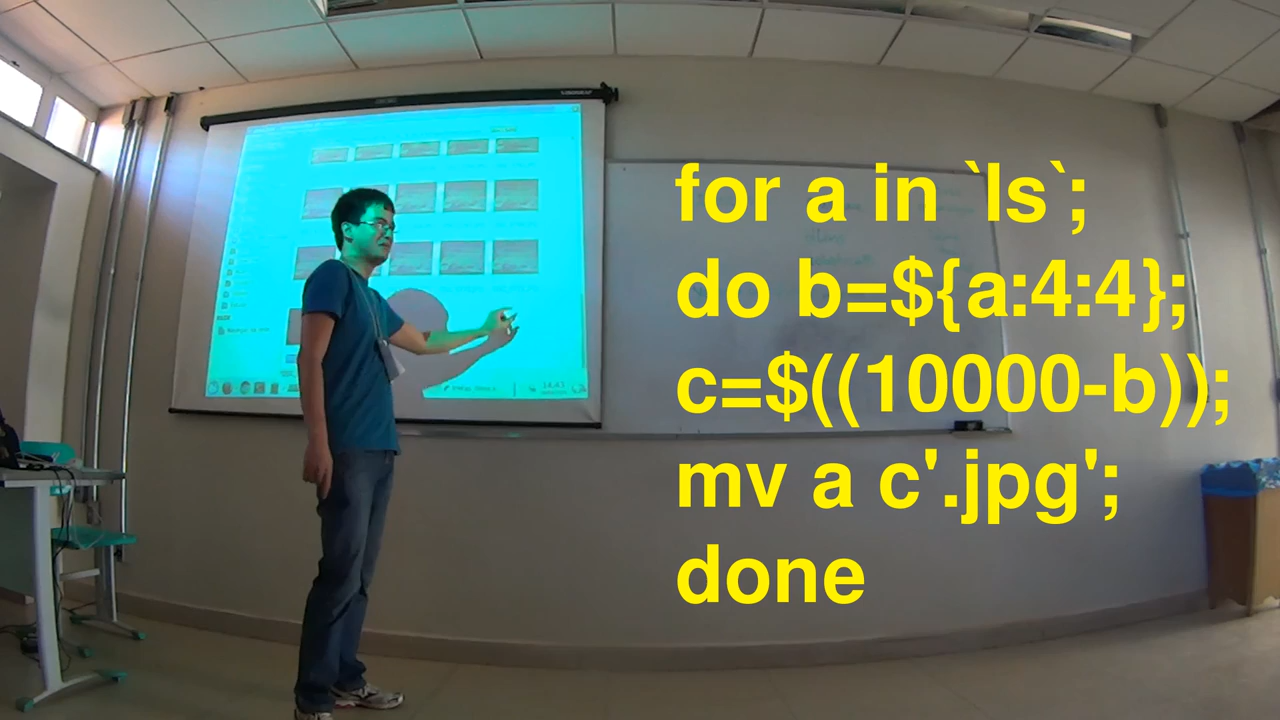 for a in `ls`;
do b=${a:4:4};
c=$((10000-b));
mv a c'.jpg';
done